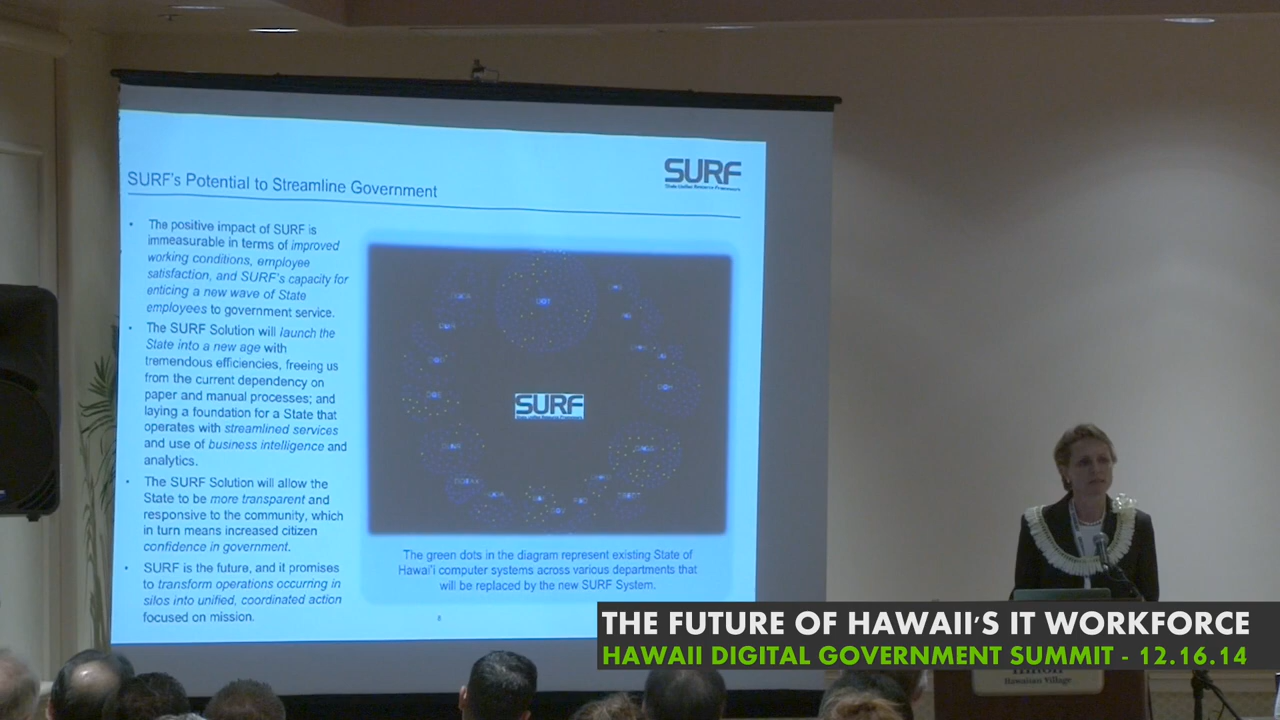 SURF
State Unified Resource Framework
SURF's Potential to Streamline Government
• The positive impact of SURF is
immeasurable in terms of improved
working conditions, employee
satisfaction, and SURF's capacity for
enticing a new wave of State
employees to government service.
• The SURF Solution will launch the
State into a new age with
tremendous efficiencies, freeing us
from the current dependency on
paper and manual processes; and
laying a foundation for a State that
operates with streamlined services
and use of business intelligence and
analytics.
• The SURF Solution will allow the
State to be more transparent and
responsive to the community, which
in turn means increased citizen
confidence in government.
• SURF is the future, and it promises
to transform operations occurring in
silos into unified, coordinated action
focused on mission.
SURF
The green dots in the diagram represent existing State of
Hawai'i computer systems across various departments that
will be replaced by the new SURF System.
8
THE FUTURE OF HAWAII'S IT WORKFORCE
HAWAII DIGITAL GOVERNMENT SUMMIT - 12.16.14
Hawaiian Village